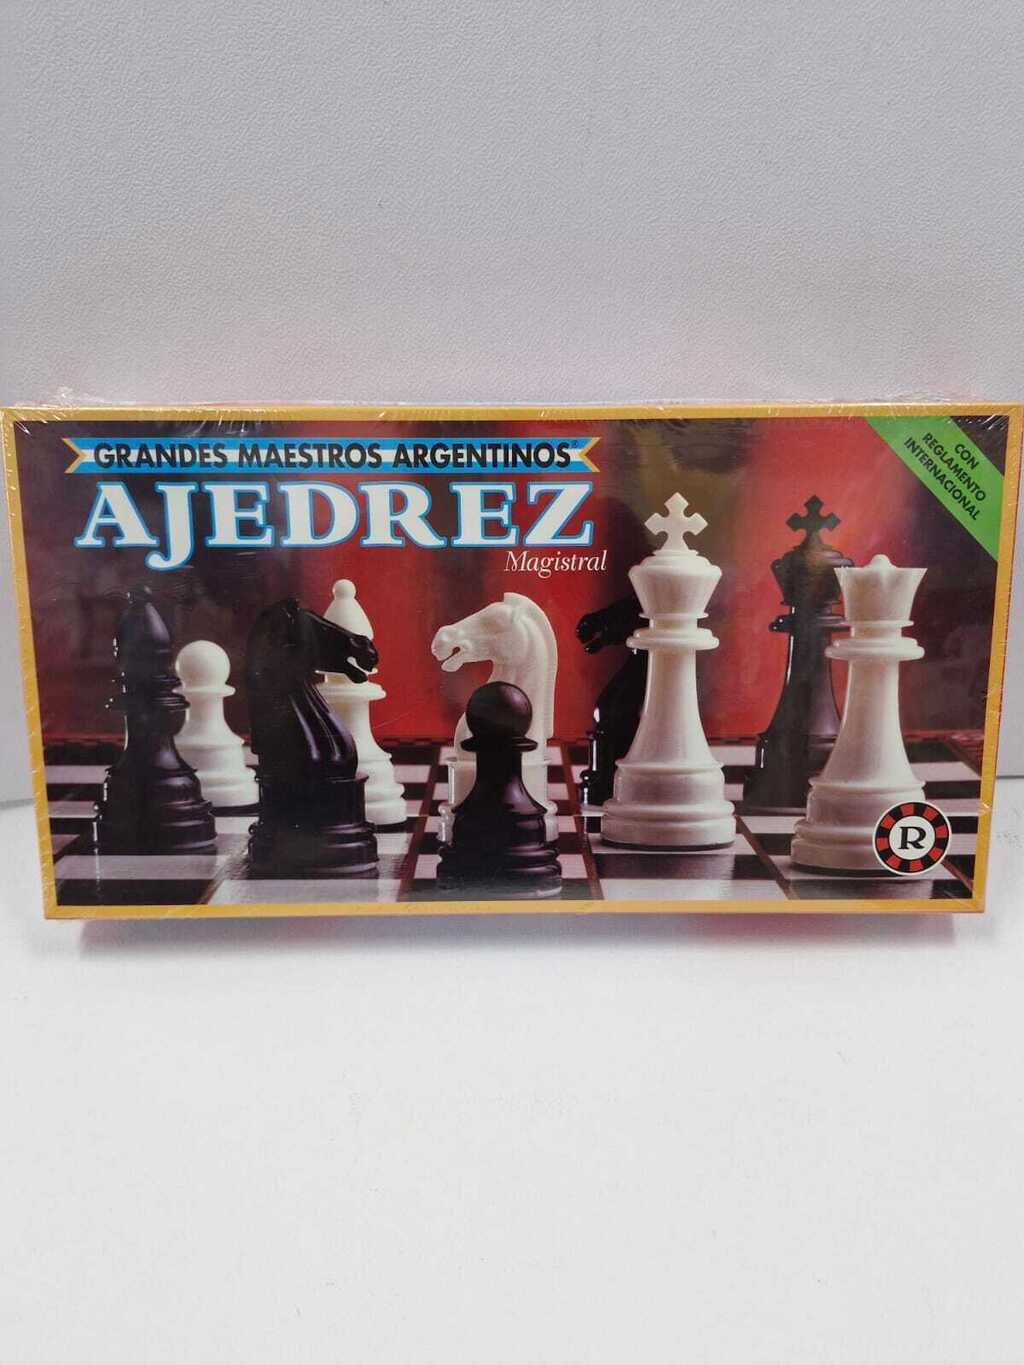 GRANDES MAESTROS ARGENTINOS®
AJEDREZ
Magistral
CON
REGLAMENTO
INTERNACIONAL
R